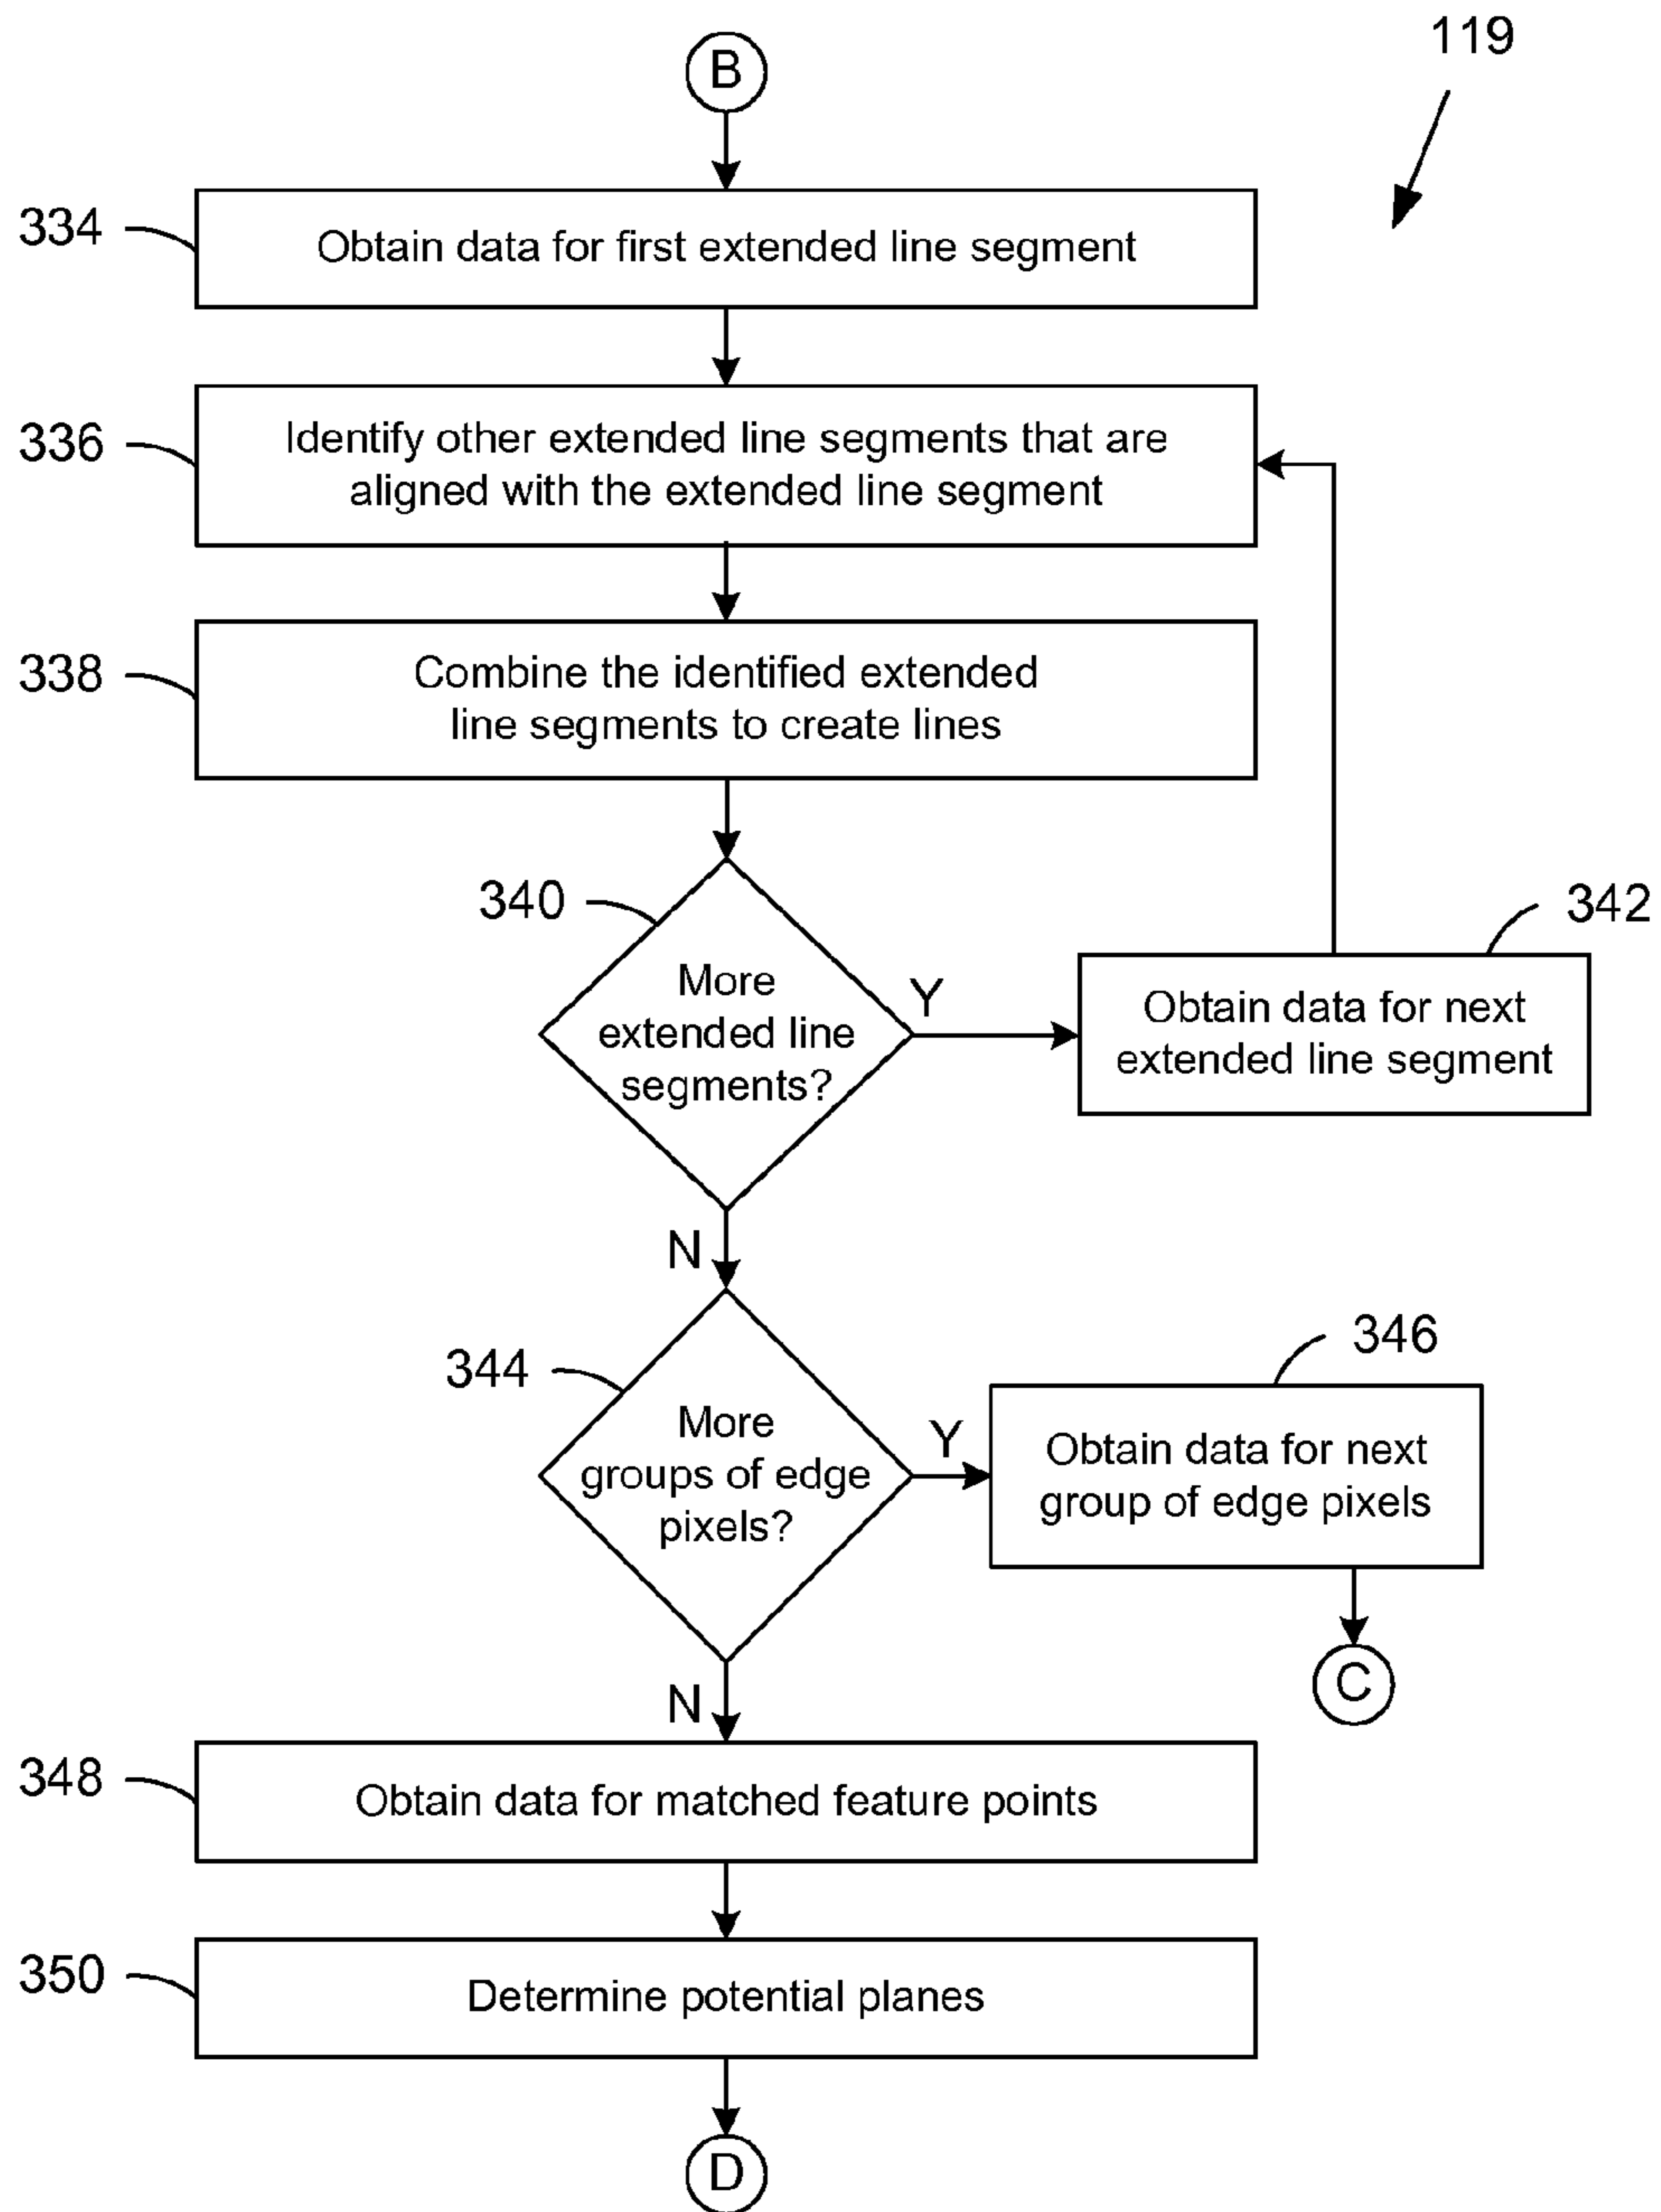 119
B
334
Obtain data for first extended line segment
336
Identify other extended line segments that are
aligned with the extended line segment
338
Combine the identified extended
line segments to create lines
340
More
extended line
segments?
Y
342
Obtain data for next
extended line segment
N
344
More
groups of edge
pixels?
Y
346
Obtain data for next
group of edge pixels
C
N
348
Obtain data for matched feature points
350
Determine potential planes
D